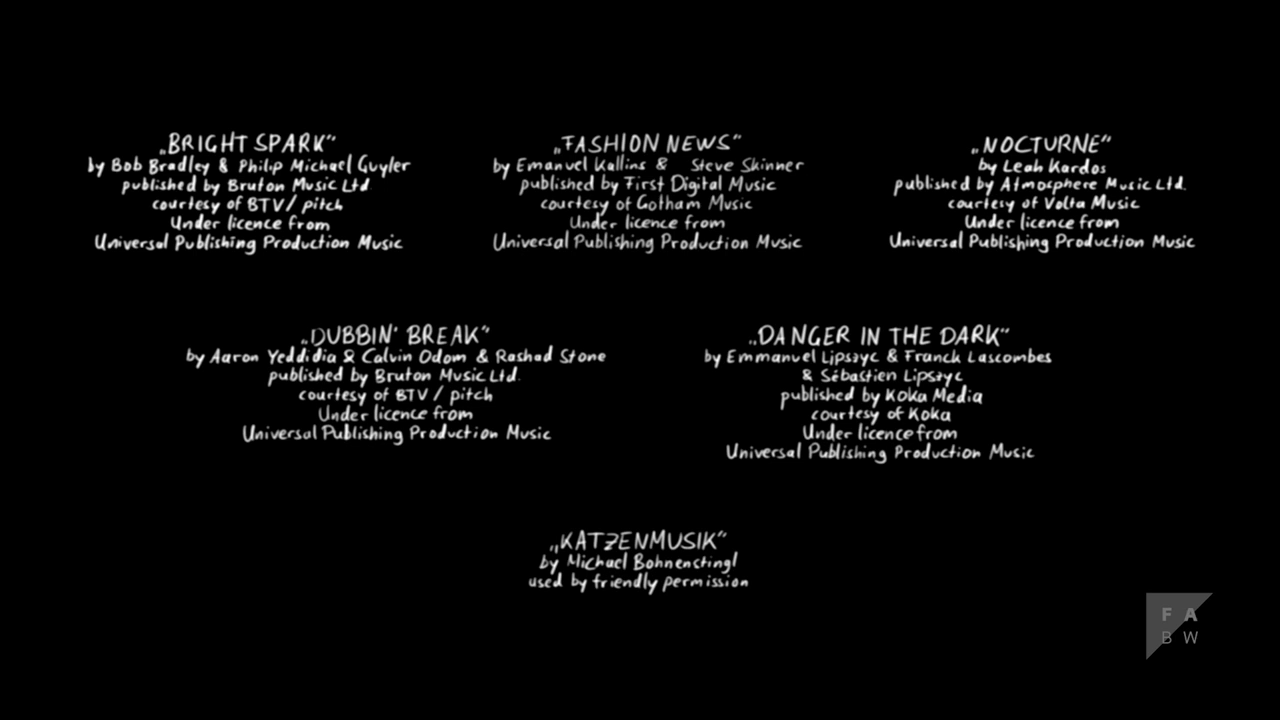 „BRIGHT SPARK“
by Bob Bradley & Philip Michael Guyler
published by Bruton Music Ltd
courtesy of BTV / pitch
Under licence from
Universal Publishing Production Music
„FASHION NEWS“
by Emanuel Kallins & Steve Skinner
published by First Digital Music
courtesy of Gotham Music
Under licence from
Universal Publishing Production Music
„NOCTURNE“
by Leah Kardos
published by Atmosphere Music Ltd.
courtesy of Volta Music
Under licence from
Universal Publishing Production Music
„DUBBIN' BREAK“
by Aaron Yeddidia & Calvin Odom & Rashad Stone
published by Bruton Music Ltd.
courtesy of BTV / pitch
Under licence from
Universal Publishing Production Music
„DANGER IN THE DARK“
by Emmanuel Lipszyc & Franck Lascombes
& Sébastien Lipszyc
published by Koka Media
courtesy of Koka
Under licence from
Universal Publishing Production Music
„KATZENMUSIK“
by Michael Bohnenstingl
used by friendly permission
F A
B W